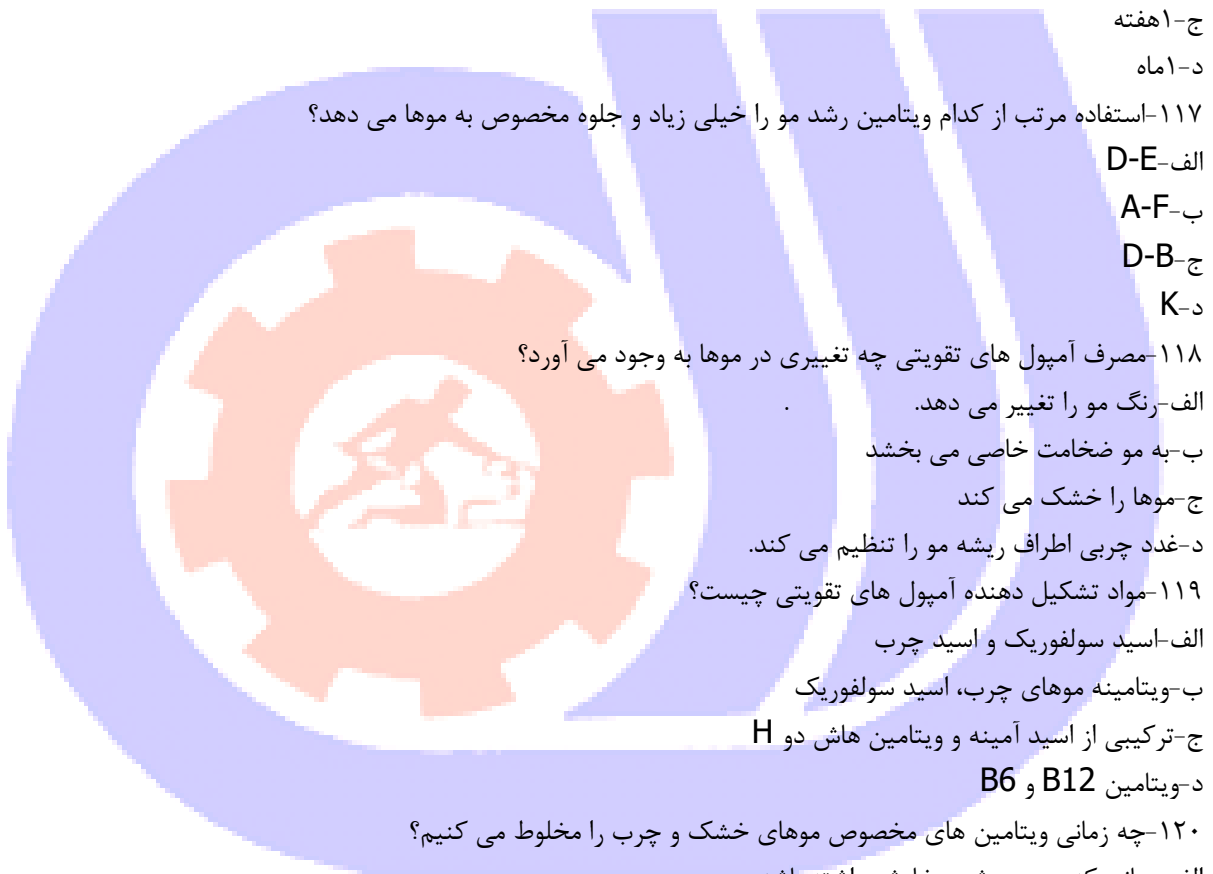 ج-۱هفته
د-۱ماه
۱۱۷-استفاده مرتب از کدام ویتامین رشد مو را خیلی زیاد و جلوه مخصوص به موها می دهد؟
الف-D-E
ب-A-F
ج-D-B
د-K
۱۱۸-مصرف آمپول های تقویتی چه تغییری در موها به وجود می آورد؟
الف-رنگ مو را تغییر می دهد. .
ب-به مو ضخامت خاصی می بخشد
ج-موها را خشک می کند
د-غدد چربی اطراف ریشه مو را تنظیم می کند.
۱۱۹-مواد تشکیل دهنده آمپول های تقویتی چیست؟
الف-اسید سولفوریک و اسید چرب
ب-ویتامینه موهای چرب، اسید سولفوریک
ج-ترکیبی از اسید آمینه و ویتامین هاش دو H
د-ویتامین B12 و B6
۱۲۰-چه زمانی ویتامین های مخصوص موهای خشک و چرب را مخلوط می کنیم؟